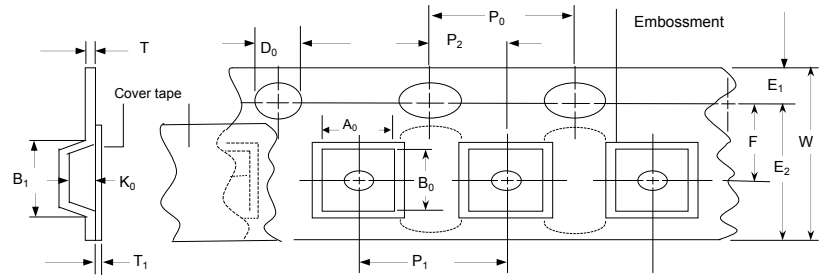 P0
Embossment
T
D0
P2
E1
Cover tape
A0
F
W
B1
K0
B0
E2
T1
P1